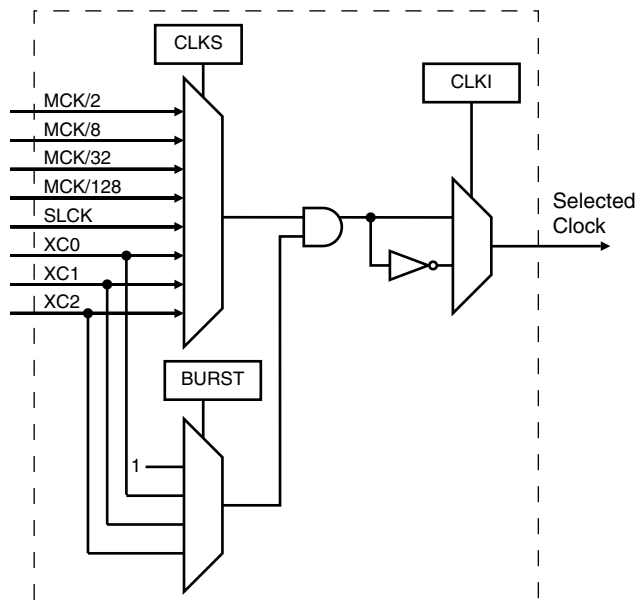 CLKS
CLKI
MCK/2
MCK/8
MCK/32
MCK/128
SLCK
XC0
XC1
XC2
Selected
Clock
BURST
1